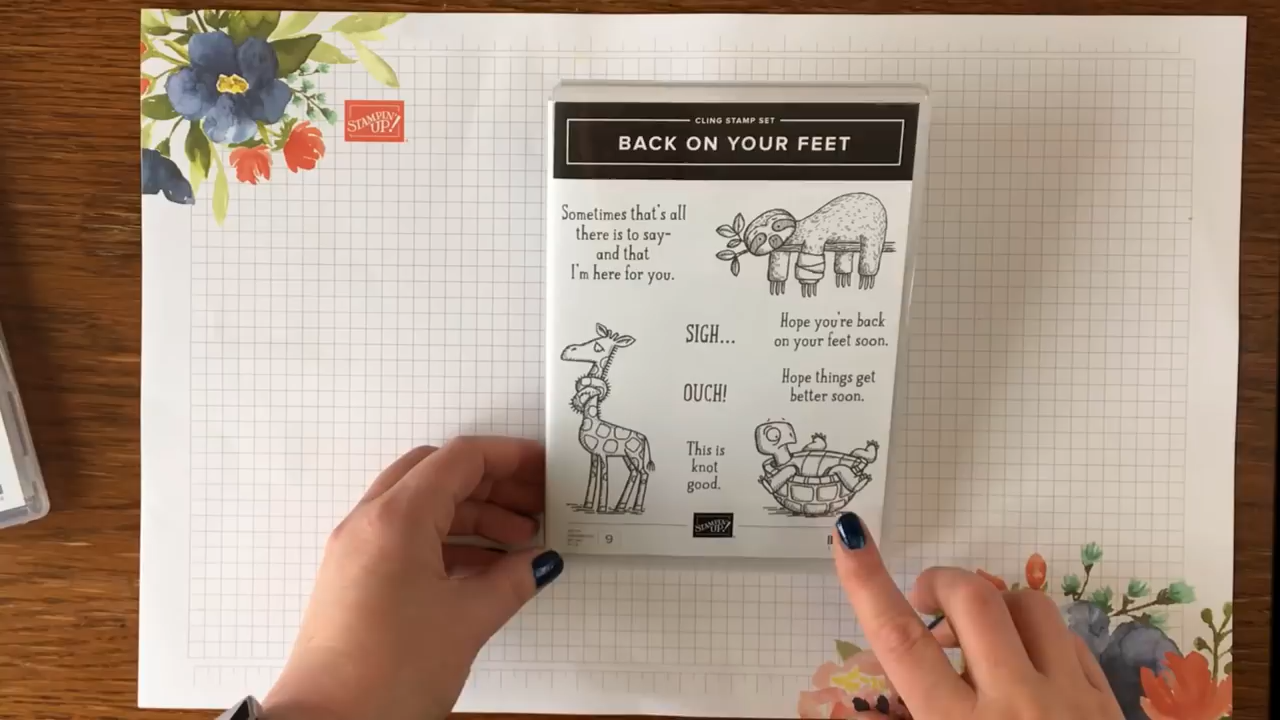 STAMPIN' UP!
CLING STAMP SET
BACK ON YOUR FEET
Sometimes that's all
there is to say–
and that
I'm here for you.
SIGH...
Hope you're back
on your feet soon.
OUCH!
Hope things get
better soon.
This is
knot
good.
STAMPIN' UP!
9